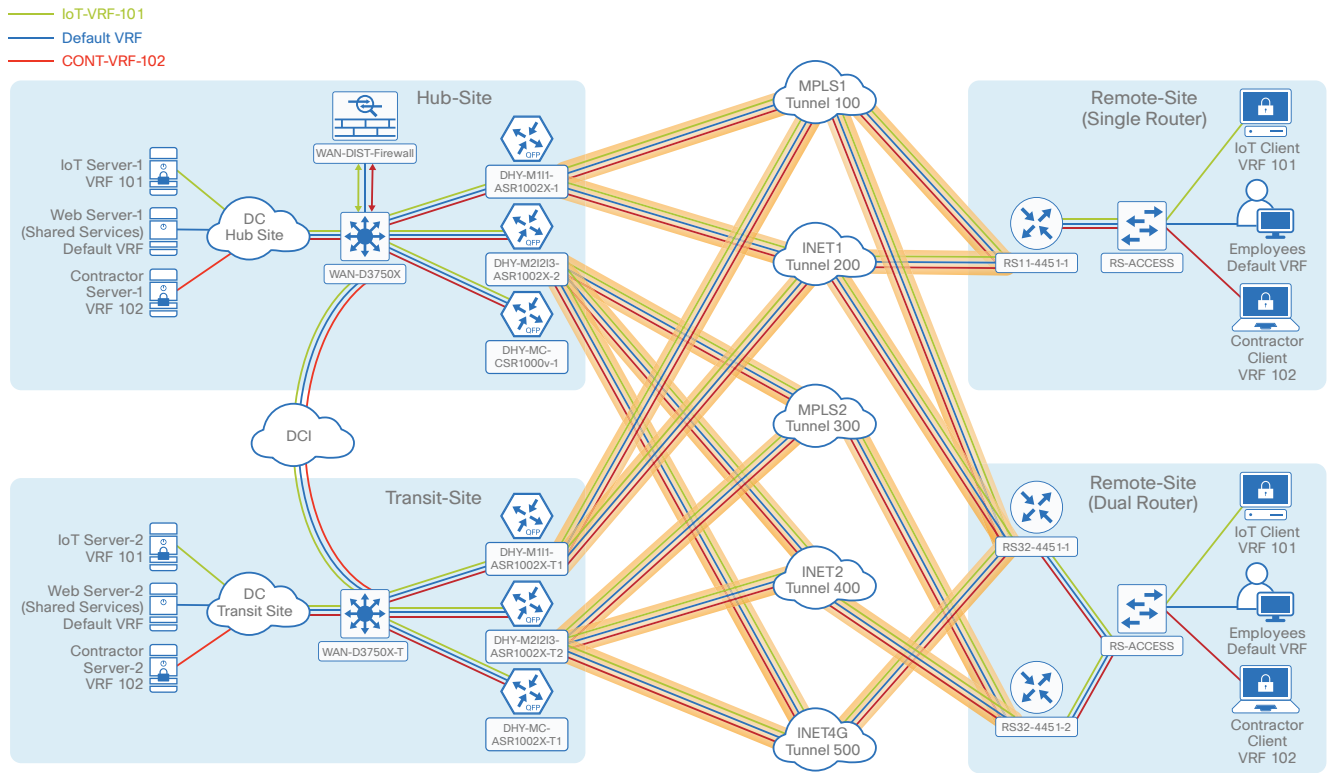 IoT-VRF-101
Default VRF
CONT-VRF-102
Hub-Site
WAN-DIST-Firewall
IoT Server-1
VRF 101
Web Server-1
(Shared Services)
Default VRF
Contractor
Server-1
VRF 102
DC
Hub Site
WAN-D3750X
QFP
DHY-M1I1-
ASR1002X-1
QFP
DHY-M2I2I3-
ASR1002X-2
QFP
DHY-MC-
CSR1000v-1
DCI
Transit-Site
IoT Server-2
VRF 101
Web Server-2
(Shared Services)
Default VRF
Contractor
Server-2
VRF 102
DC
Transit Site
WAN-D3750X-T
QFP
DHY-M1I1-
ASR1002X-T1
QFP
DHY-M2I2I3-
ASR1002X-T2
QFP
DHY-MC-
ASR1002X-T1
MPLS1
Tunnel 100
INET1
Tunnel 200
MPLS2
Tunnel 300
INET2
Tunnel 400
INET4G
Tunnel 500
Remote-Site
(Single Router)
RS11-4451-1
RS-ACCESS
IoT Client
VRF 101
Employees
Default VRF
Contractor
Client
VRF 102
Remote-Site
(Dual Router)
RS32-4451-1
RS-ACCESS
RS32-4451-2
IoT Client
VRF 101
Employees
Default VRF
Contractor
Client
VRF 102